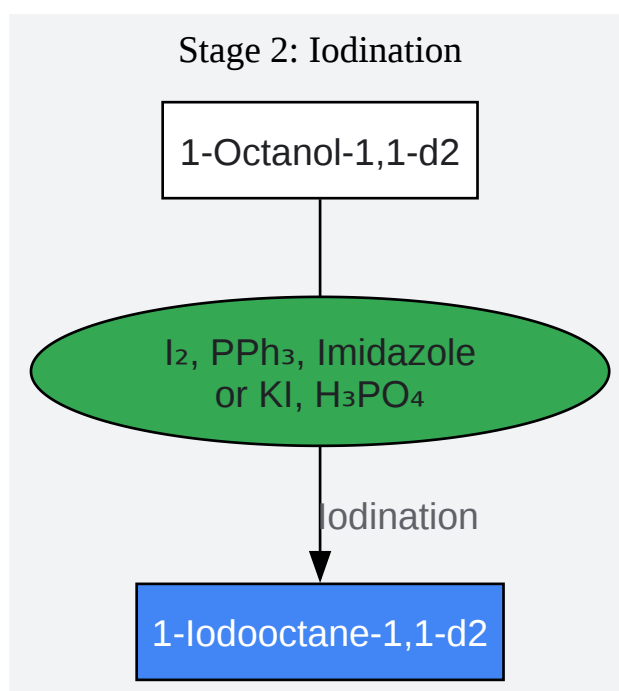 Stage 2: Iodination
1-Octanol-1,1-d2
I₂, PPh₃, Imidazole
or KI, H₃PO₄
Iodination
1-Iodooctane-1,1-d2